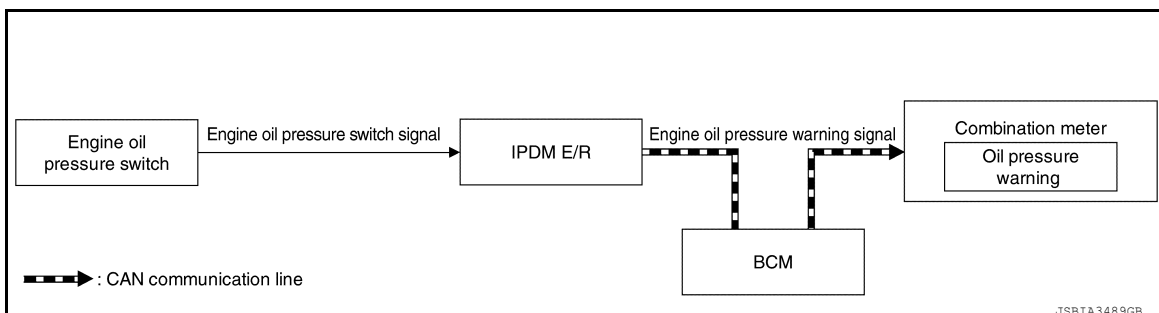 Engine oil
pressure switch
Engine oil pressure switch signal
IPDM E/R
Engine oil pressure warning signal
Combination meter
Oil pressure
warning
BCM
: CAN communication line
JSBIA3489GB